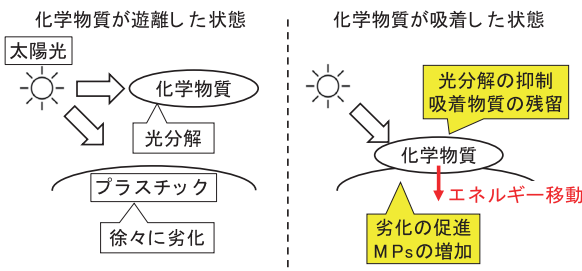 化学物質が遊離した状態
太陽光
化学物質
光分解
プラスチック
徐々に劣化
化学物質が吸着した状態
光分解の抑制
吸着物質の残留
化学物質
エネルギー移動
劣化の促進
MPsの増加